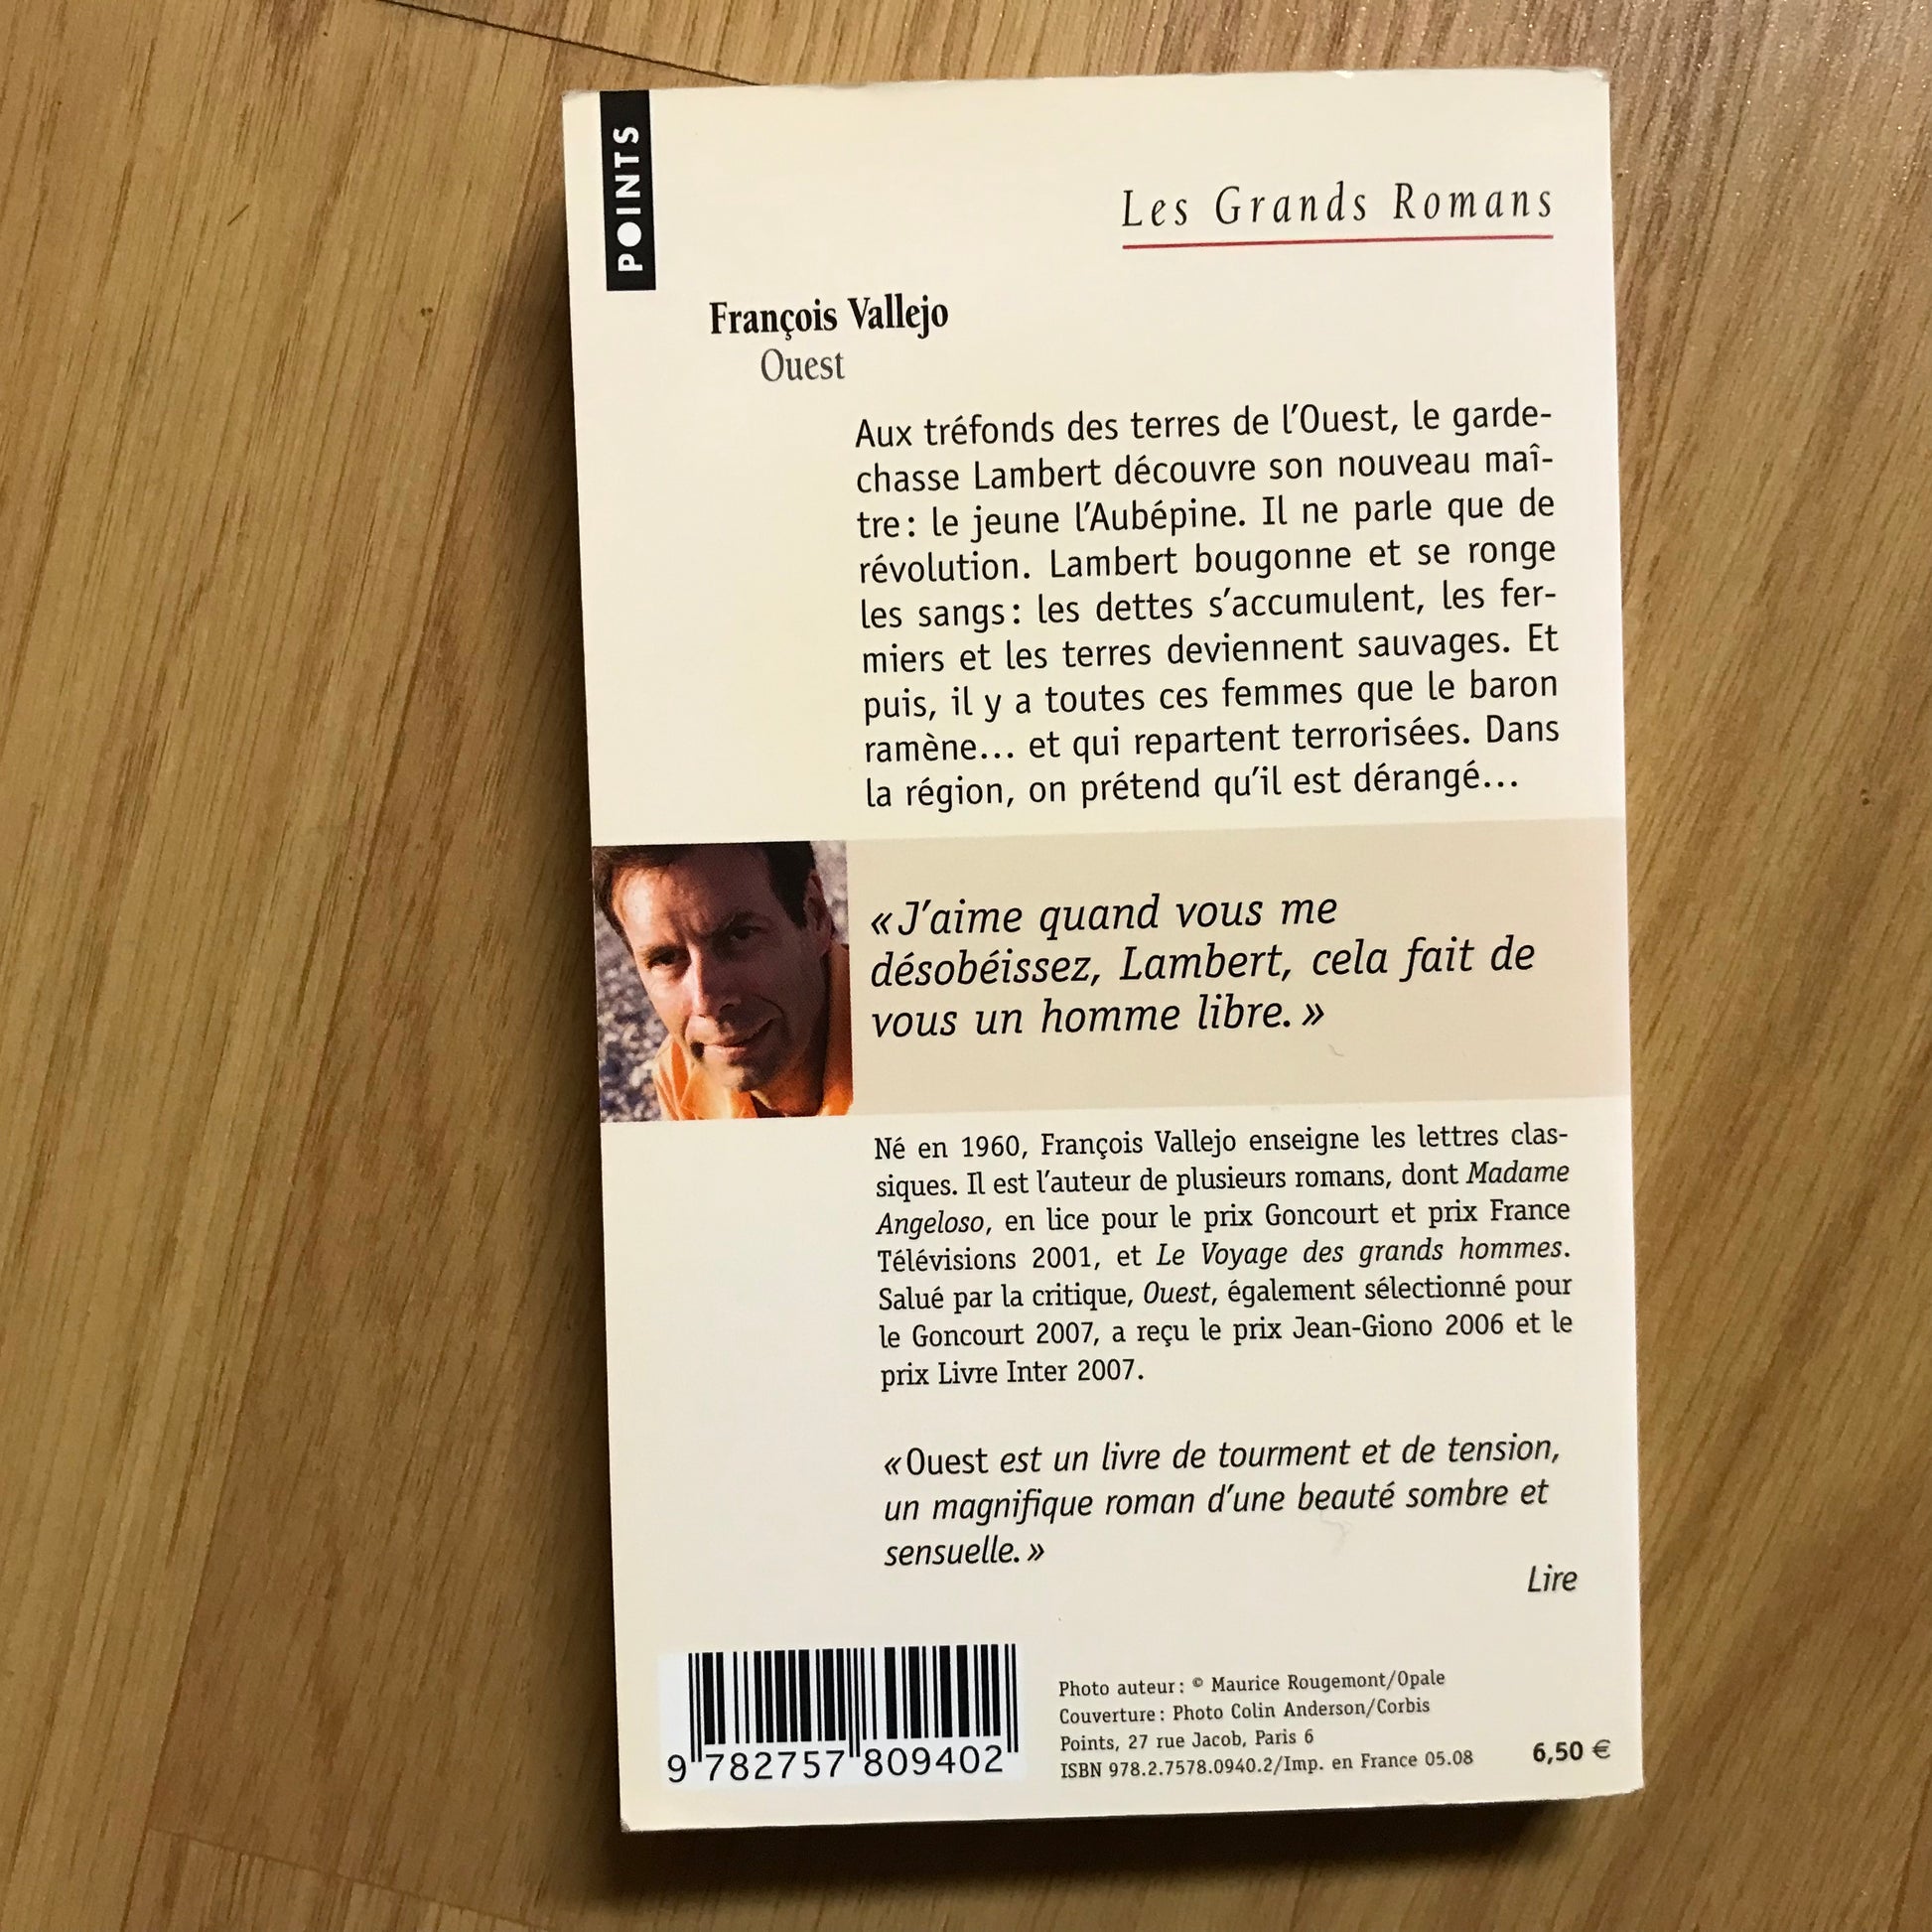 POINTS
Les Grands Romans
François Vallejo
Ouest
Aux tréfonds des terres de l’Ouest, le garde-
chasse Lambert découvre son nouveau maî-
tre : le jeune l’Aubépine. Il ne parle que de
révolution. Lambert bougonne et se ronge
les sangs : les dettes s’accumulent, les fer-
miers et les terres deviennent sauvages. Et
puis, il y a toutes ces femmes que le baron
ramène… et qui repartent terrorisées. Dans
la région, on prétend qu’il est dérangé…
« J’aime quand vous me
désobéissez, Lambert, cela fait de
vous un homme libre. »
Né en 1960, François Vallejo enseigne les lettres clas-
siques. Il est l’auteur de plusieurs romans, dont Madame
Angeloso, en lice pour le prix Goncourt et prix France
Télévisions 2001, et Le Voyage des grands hommes.
Salué par la critique, Ouest, également sélectionné pour
le Goncourt 2007, a reçu le prix Jean-Giono 2006 et le
prix Livre Inter 2007.
« Ouest est un livre de tourment et de tension,
un magnifique roman d’une beauté sombre et
sensuelle. »
Lire
9 782757 809402
Photo auteur : © Maurice Rougemont/Opale
Couverture : Photo Colin Anderson/Corbis
Points, 27 rue Jacob, Paris 6
ISBN 978.2.7578.0940.2/Imp. en France 05.08
6,50 €